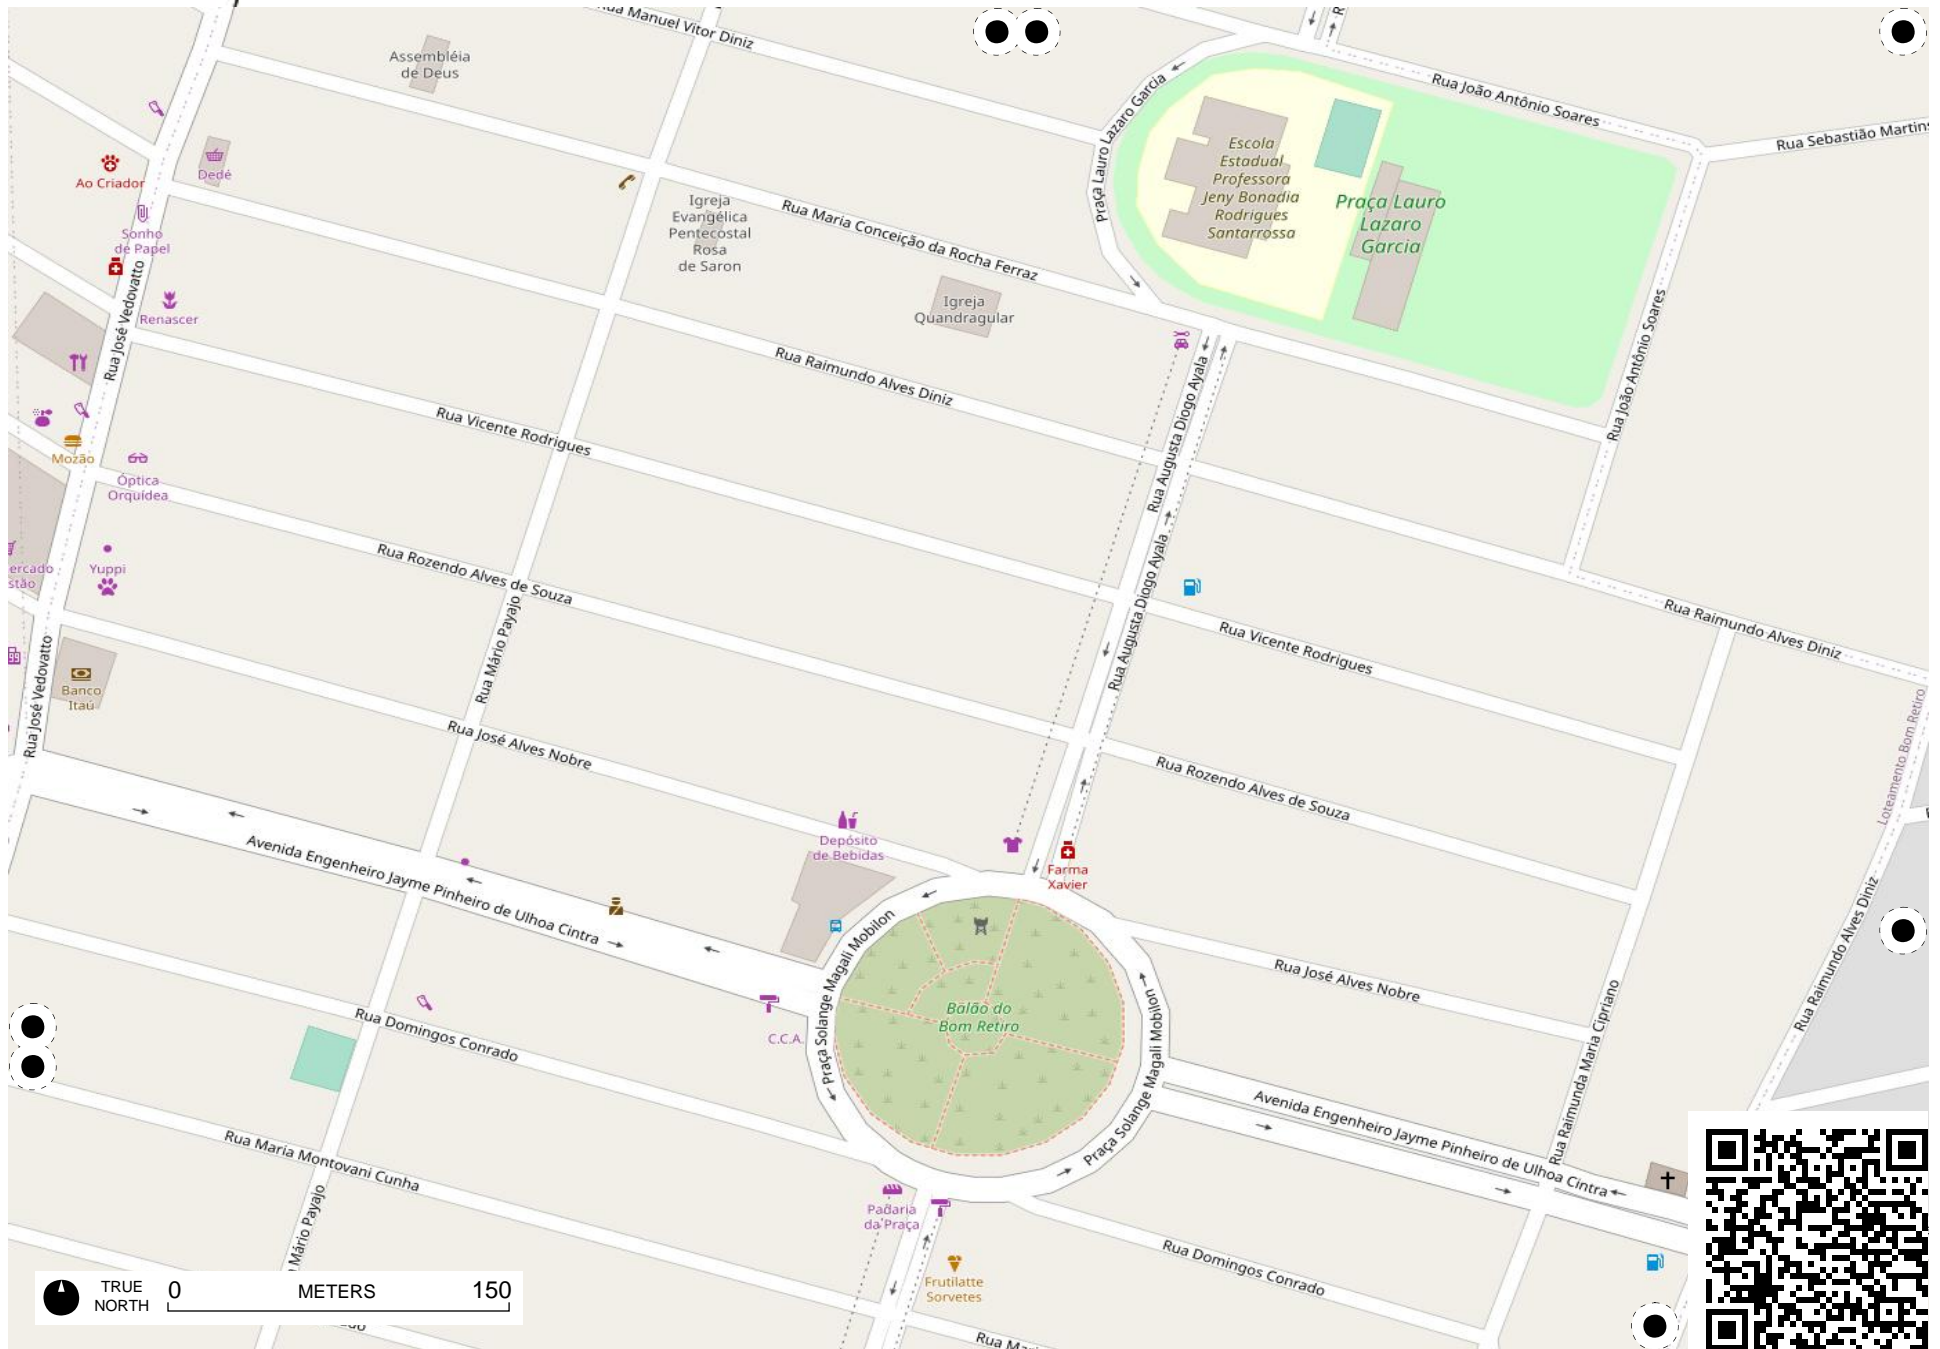 Rua Manuel Vitor Diniz
Assembléia
de Deus
Praça Lauro Lazaro Garcia
Rua João Antônio Soares
Rua Sebastião Martins
Escola
Estadual
Professora
Jeny Bonadia
Rodrigues
Santarrossa
Praça Lauro
Lazaro
Garcia
Ao Criador
Dedé
Sonho
de Papel
Igreja
Evangélica
Pentecostal
Rosa
de Saron
Rua Maria Conceição da Rocha Ferraz
Igreja
Quandragular
Renascer
Rua José Vedovatto
Rua Raimundo Alves Diniz
Rua Augusta Diogo Ayala
Rua João Antônio Soares
Rua Vicente Rodrigues
Mozão
Óptica
Orquídea
Rua Rozendo Alves de Souza
Yuppi
ercado
stão
Rua Mário Payajo
Rua Augusta Diogo Ayala
Rua Vicente Rodrigues
Rua Raimundo Alves Diniz
Rua José Vedovatto
Banco
Itaú
Rua José Alves Nobre
Rua Rozendo Alves de Souza
Loteamento Bom Retiro
Depósito
de Bebidas
Farma
Xavier
Avenida Engenheiro Jayme Pinheiro de Ulhoa Cintra
Praça Solange Magali Mobilon
Balão do
Bom Retiro
Rua José Alves Nobre
Rua Raimundo Alves Diniz
Rua Raimunda Maria Cipriano
C.C.A.
Rua Domingos Conrado
Praça Solange Magali Mobilon
Avenida Engenheiro Jayme Pinheiro de Ulhoa Cintra
Rua Maria Montovani Cunha
Mário Payajo
Padaria
da Praça
Frutilatte
Sorvetes
Rua Domingos Conrado
TRUE
NORTH
0 METERS 150